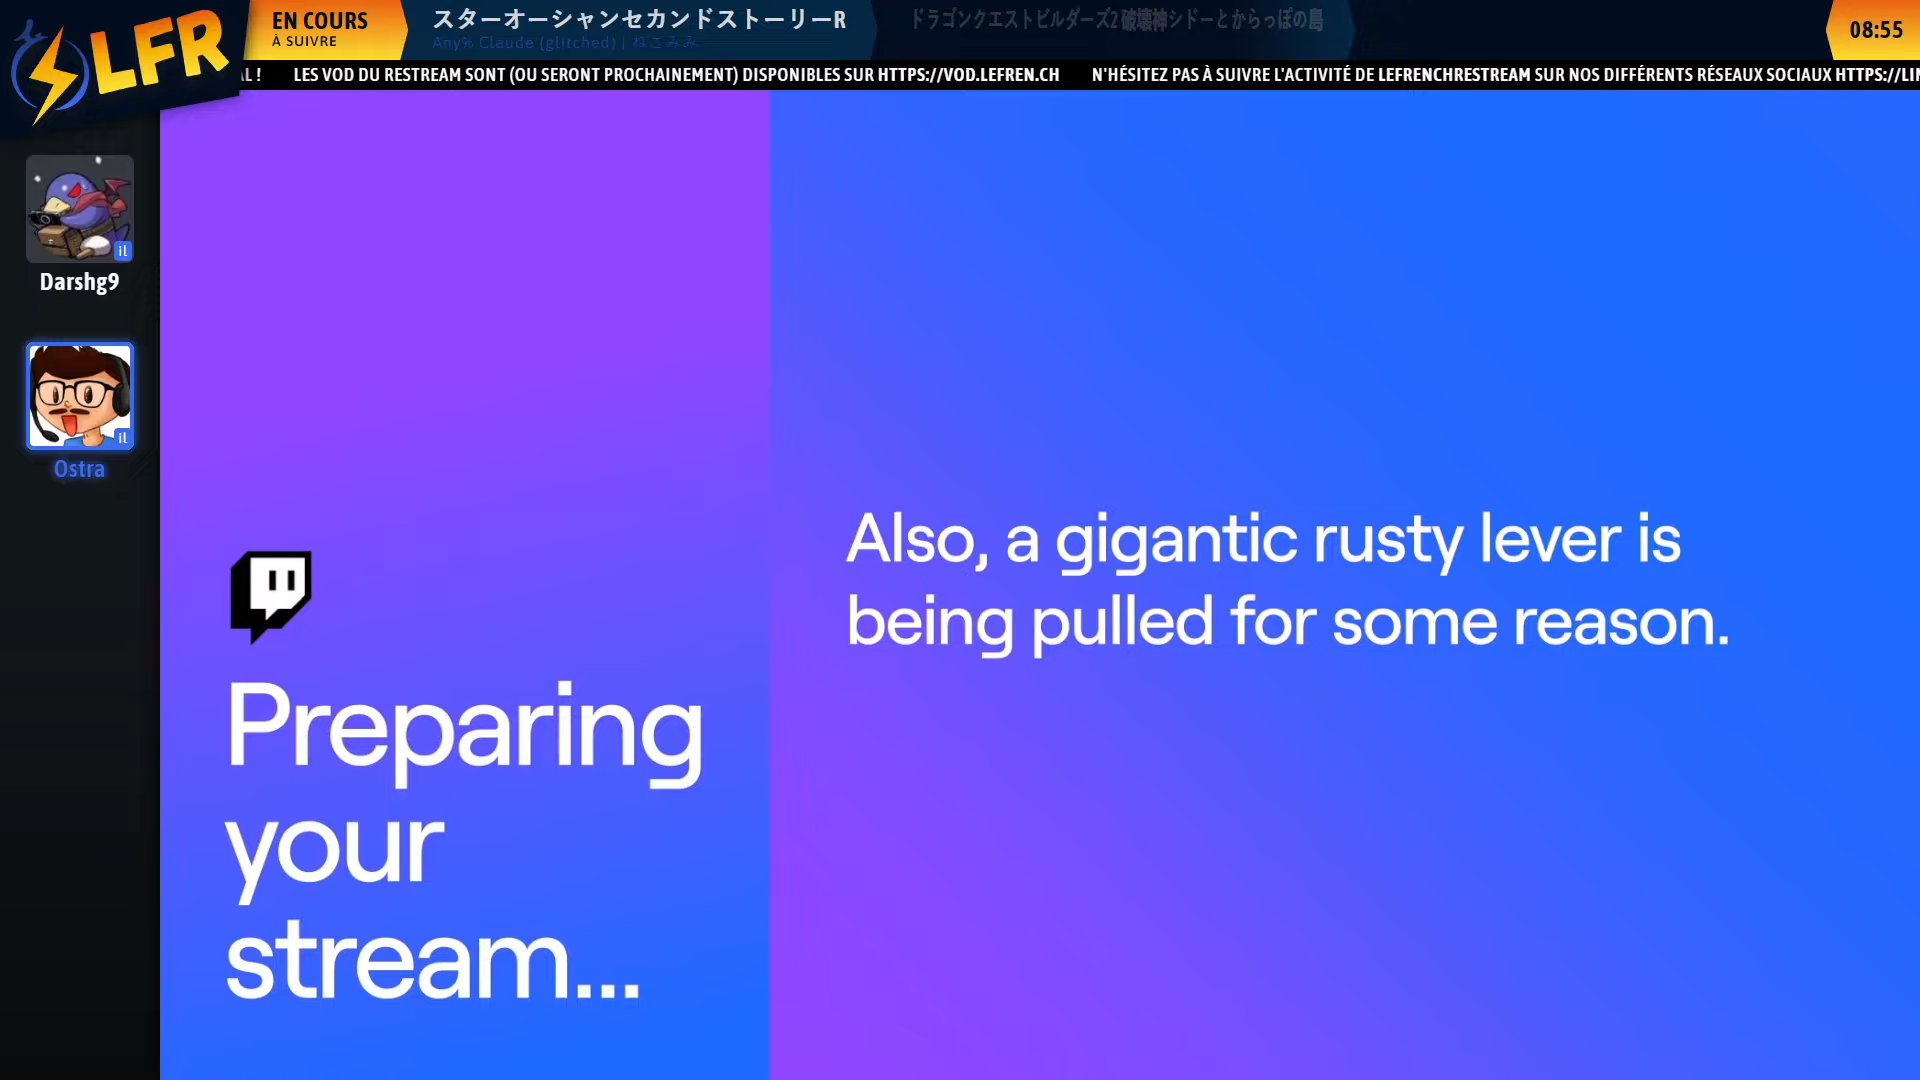 LFR
EN COURS
À SUIVRE
スターオーシャンセカンドストーリーR
Any% Claude (glitched) | ねこみみ
ドラゴンクエストビルダーズ2 破壊神シドーとからっぽの島
08:55
AL ! LES VOD DU RESTREAM SONT (OU SERONT PROCHAINEMENT) DISPONIBLES SUR HTTPS://VOD.LEFREN.CH N'HÉSITEZ PAS À SUIVRE L'ACTIVITÉ DE LEFRENCHRESTREAM SUR NOS DIFFÉRENTS RÉSEAUX SOCIAUX HTTPS://LI
Darshg9
Ostra
Preparing
your
stream...
Also, a gigantic rusty lever is
being pulled for some reason.